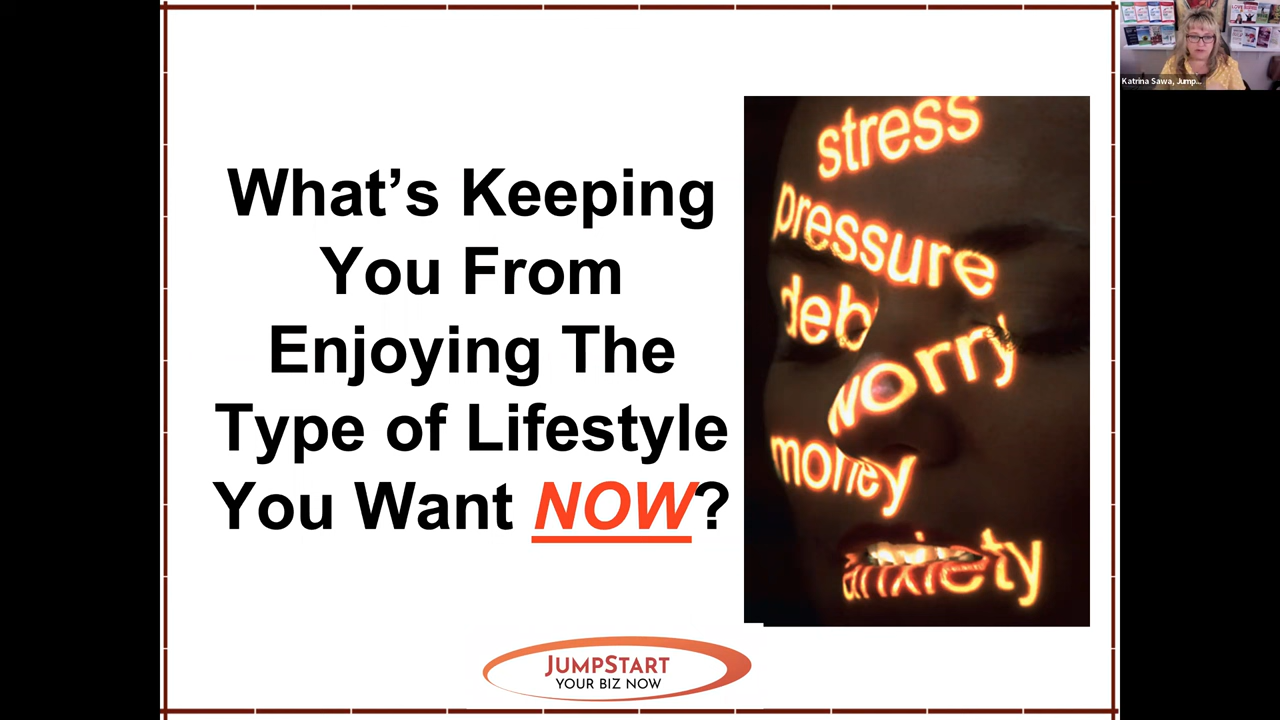 What's Keeping
You From
Enjoying The
Type of Lifestyle
You Want NOW?
stress
pressure
deb
worry
money
anxiety
JUMPSTART
YOUR BIZ NOW
Katrina Sawa, Jump...